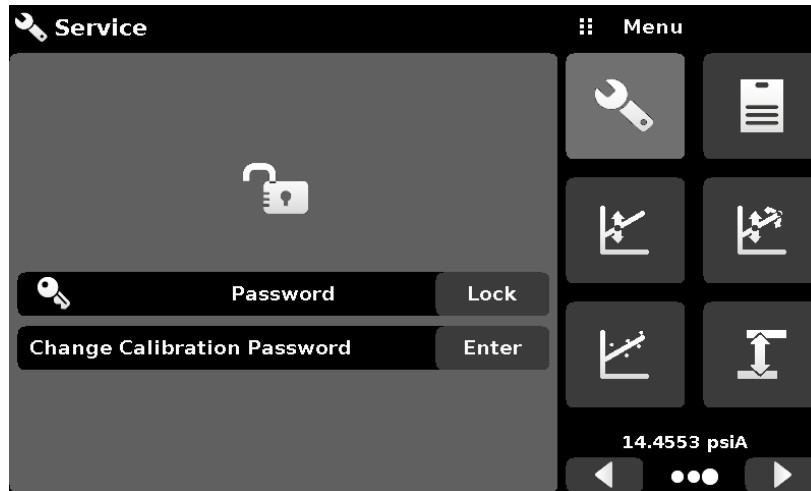 Service
Menu
Password
Lock
Change Calibration Password
Enter
14.4553 psiA